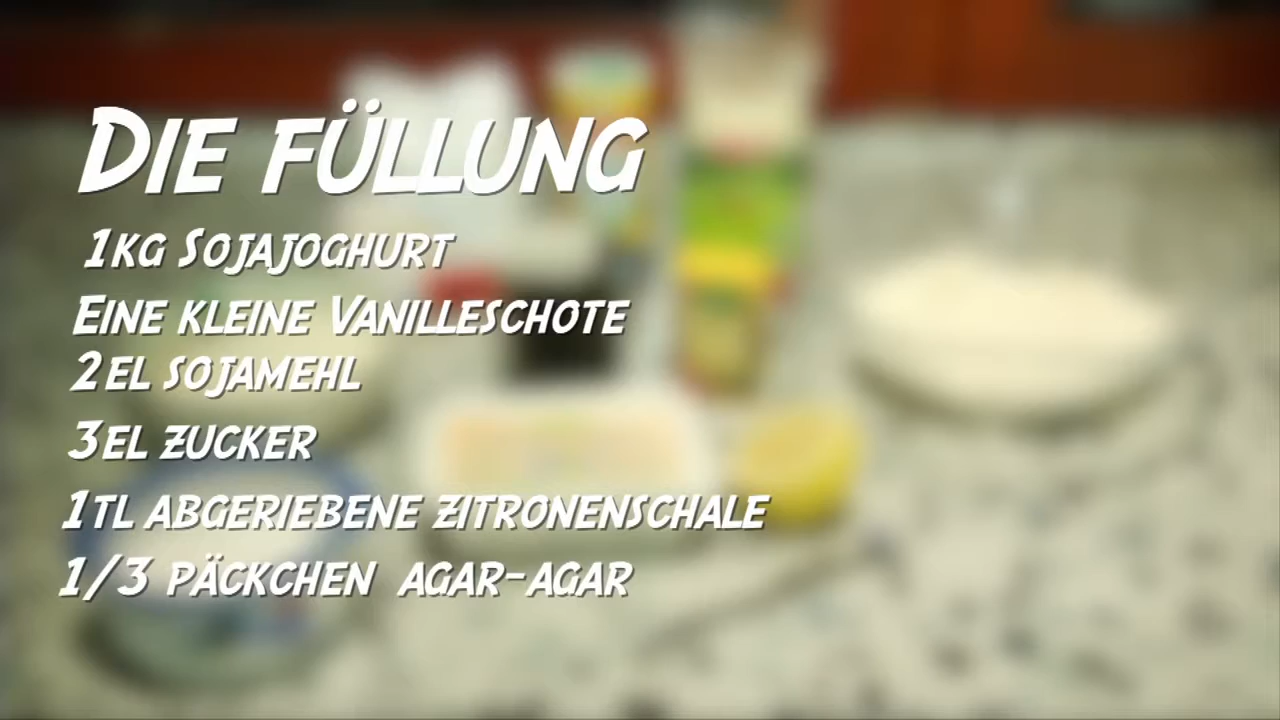 Die Füllung
1kg Sojajoghurt
Eine kleine Vanilleschote
2el sojamehl
3el zucker
1tl abgeriebene zitronenschale
1/3 päckchen agar-agar